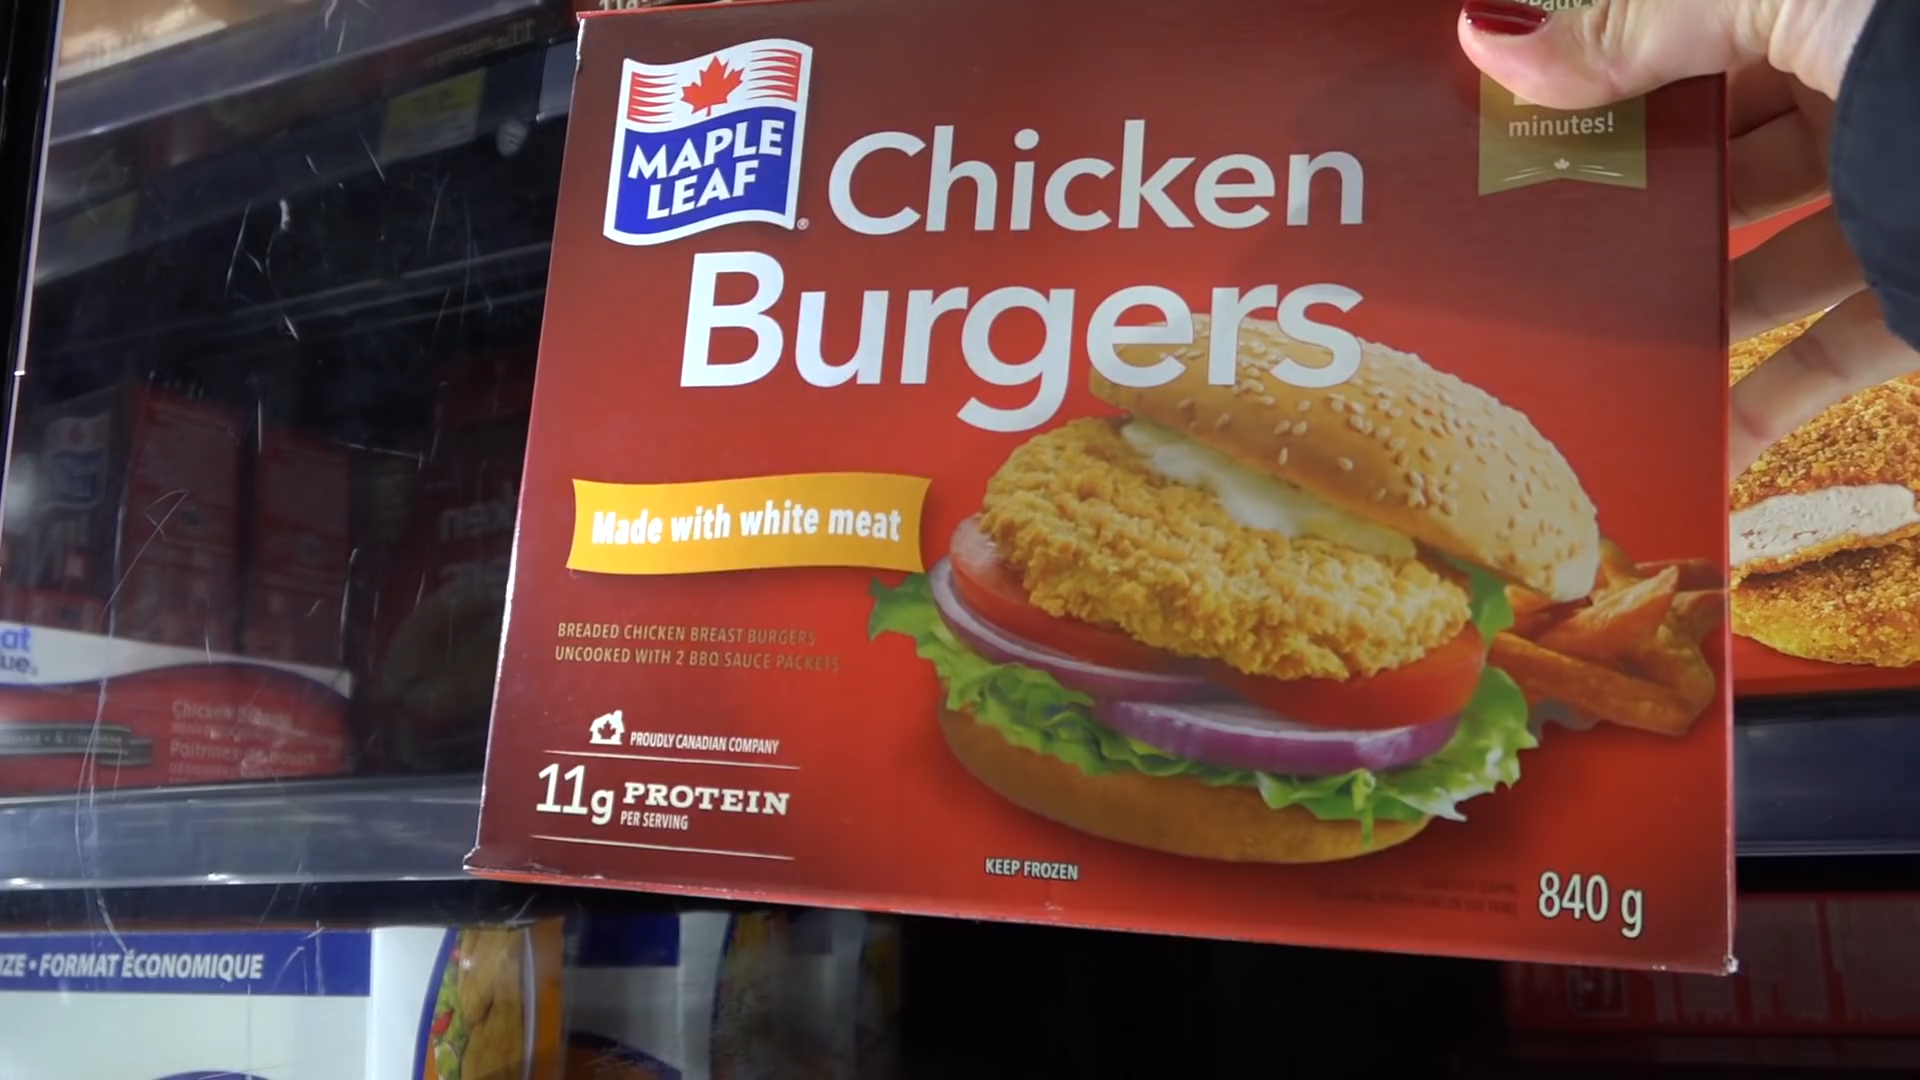 MAPLE
LEAF
®
Chicken
Burgers
minutes!
Made with white meat
BREADED CHICKEN BREAST BURGERS
UNCOOKED WITH 2 BBQ SAUCE PACKETS
PROUDLY CANADIAN COMPANY
11g PROTEIN
PER SERVING
KEEP FROZEN
840 g
FORMAT ÉCONOMIQUE